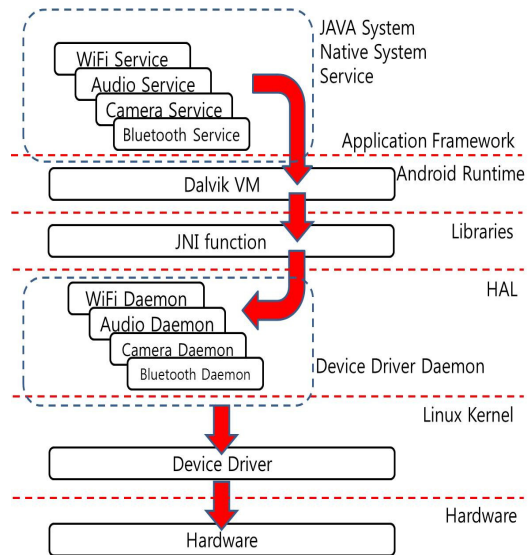 JAVA System
Native System
Service
WiFi Service
Audio Service
Camera Service
Bluetooth Service
Application Framework
Android Runtime
Dalvik VM
Libraries
JNI function
HAL
WiFi Daemon
Audio Daemon
Camera Daemon
Bluetooth Daemon
Device Driver Daemon
Linux Kernel
Device Driver
Hardware
Hardware